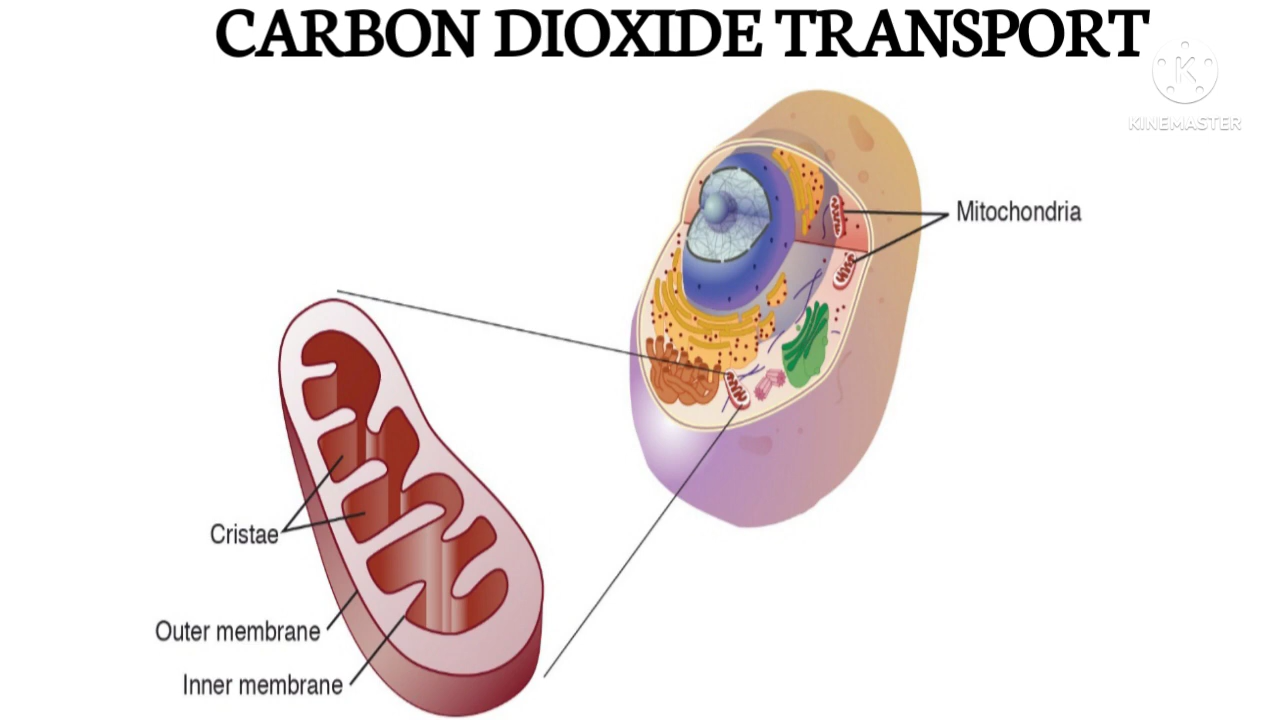 CARBON DIOXIDE TRANSPORT
KINEMASTER
Mitochondria
Cristae
Outer membrane
Inner membrane